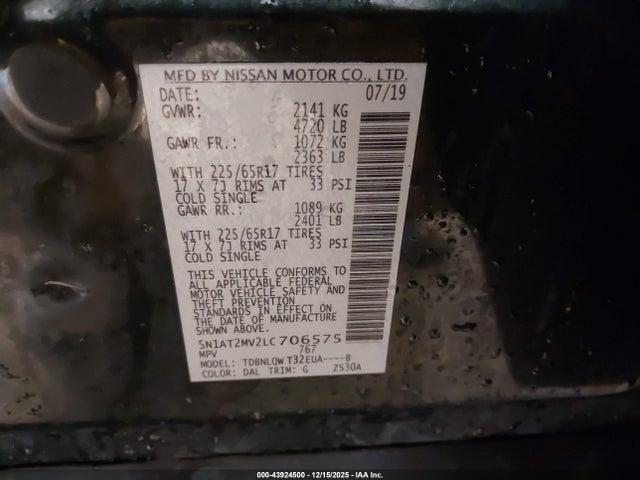 MFD BY NISSAN MOTOR CO., LTD.
DATE: 07/19
GVWR: 2141 KG
4720 LB
GAWR FR.: 1072 KG
2363 LB
WITH 225/65R17 TIRES
17 X 7J RIMS AT 33 PSI
COLD SINGLE
GAWR RR.: 1089 KG
2401 LB
WITH 225/65R17 TIRES
17 X 7J RIMS AT 33 PSI
COLD SINGLE
THIS VEHICLE CONFORMS TO
ALL APPLICABLE FEDERAL
MOTOR VEHICLE SAFETY AND
THEFT PREVENTION
STANDARDS IN EFFECT ON
THE DATE OF MANUFACTURE
SHOWN ABOVE.
5N1AT2MV2LC706575
MPV 767
MODEL: TDBNLQW T32EUA----B
COLOR: DAL TRIM: G ZS30A
000-43924500 - 12/15/2025 - IAA Inc.